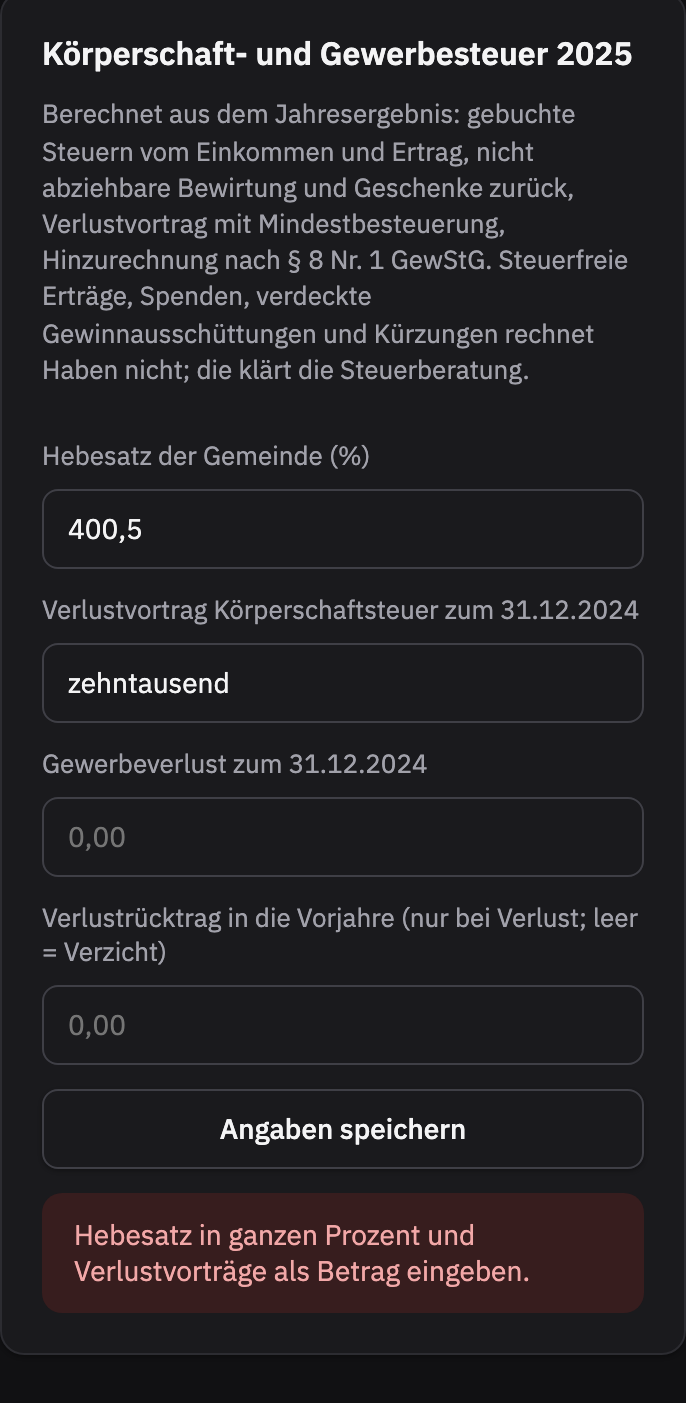 Körperschaft- und Gewerbesteuer 2025
Berechnet aus dem Jahresergebnis: gebuchte
Steuern vom Einkommen und Ertrag, nicht
abziehbare Bewirtung und Geschenke zurück,
Verlustvortrag mit Mindestbesteuerung,
Hinzurechnung nach § 8 Nr. 1 GewStG. Steuerfreie
Erträge, Spenden, verdeckte
Gewinnausschüttungen und Kürzungen rechnet
Haben nicht; die klärt die Steuerberatung.
Hebesatz der Gemeinde (%)
400,5
Verlustvortrag Körperschaftsteuer zum 31.12.2024
zehntausend
Gewerbeverlust zum 31.12.2024
0,00
Verlustrücktrag in die Vorjahre (nur bei Verlust; leer
= Verzicht)
0,00
Angaben speichern
Hebesatz in ganzen Prozent und
Verlustvorträge als Betrag eingeben.